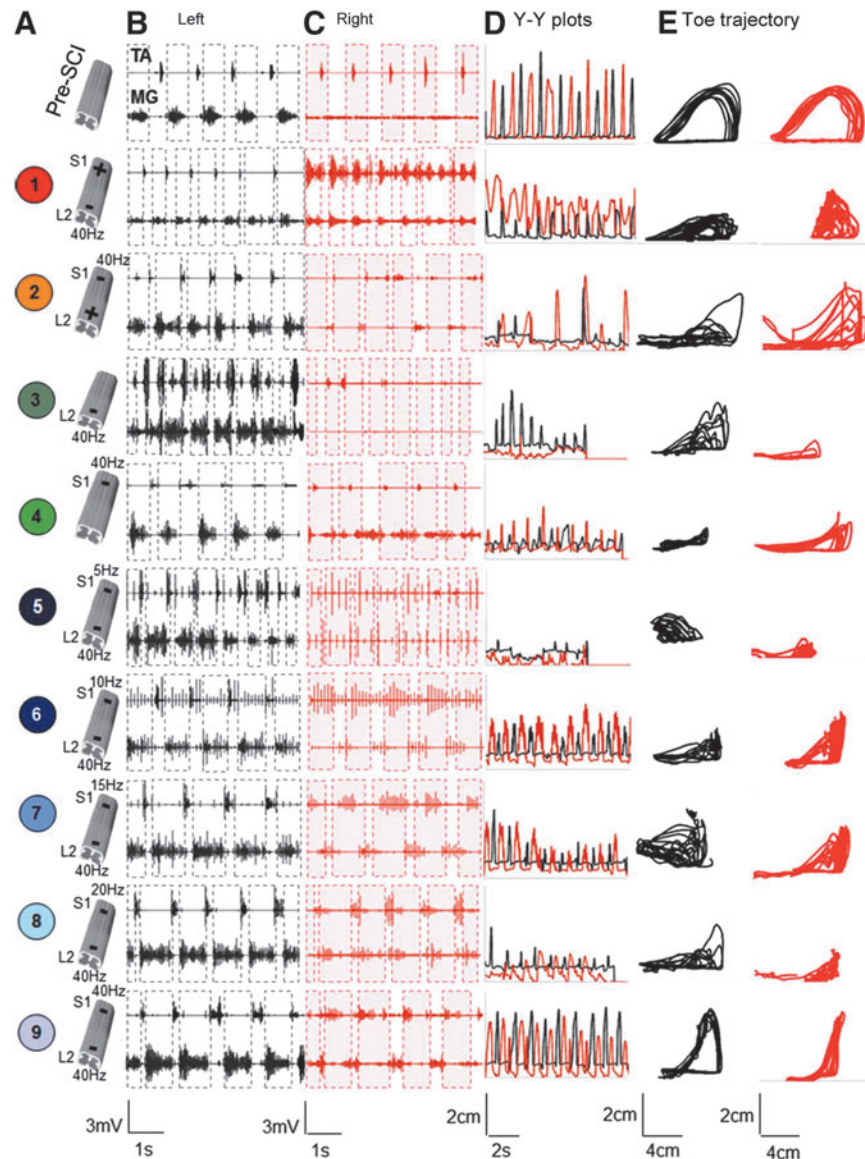 A B Left C Right D Y-Y plots E Toe trajectory
Pre-SCI
TA
MG
1 S1 +
L2 - 40Hz
40Hz
2 S1 -
L2 +
3 L2 - 40Hz
40Hz
4 S1 -
5Hz
5 S1 -
L2 - 40Hz
10Hz
6 S1 -
L2 - 40Hz
15Hz
7 S1 -
L2 - 40Hz
20Hz
8 S1 -
L2 - 40Hz
40Hz
9 S1 -
L2 - 40Hz
3mV 3mV 2cm 2cm 2cm
1s 1s 2s 4cm 4cm